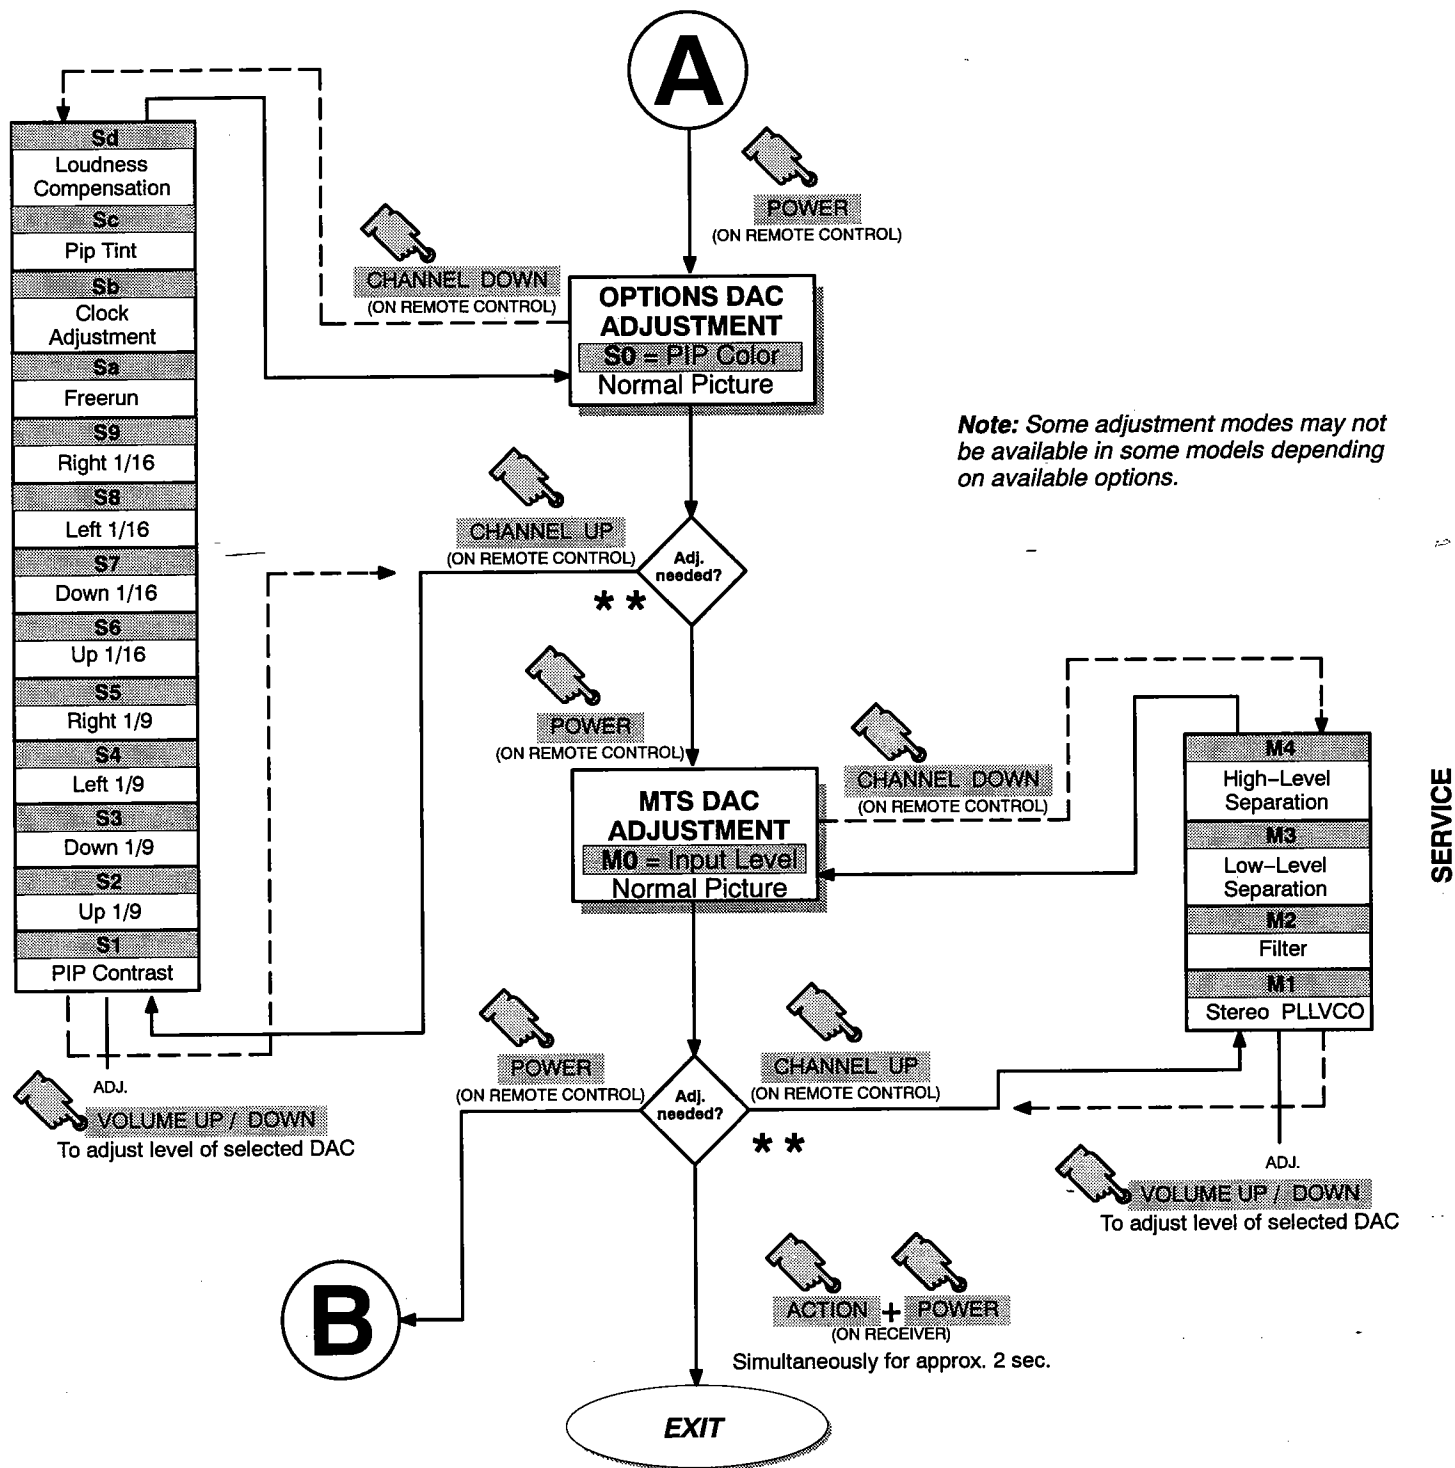 A
POWER
(ON REMOTE CONTROL)
CHANNEL DOWN
(ON REMOTE CONTROL)
OPTIONS DAC
ADJUSTMENT
S0 = PIP Color
Normal Picture
Sd
Loudness
Compensation
Sc
Pip Tint
Sb
Clock
Adjustment
Sa
Freerun
S9
Right 1/16
S8
Left 1/16
S7
Down 1/16
S6
Up 1/16
S5
Right 1/9
S4
Left 1/9
S3
Down 1/9
S2
Up 1/9
S1
PIP Contrast
ADJ.
VOLUME UP / DOWN
To adjust level of selected DAC
Note: Some adjustment modes may not
be available in some models depending
on available options.
CHANNEL UP
(ON REMOTE CONTROL)
Adj.
needed?
* *
POWER
(ON REMOTE CONTROL)
MTS DAC
ADJUSTMENT
M0 = Input Level
Normal Picture
CHANNEL DOWN
(ON REMOTE CONTROL)
M4
High–Level
Separation
M3
Low–Level
Separation
M2
Filter
M1
Stereo PLLVCO
ADJ.
VOLUME UP / DOWN
To adjust level of selected DAC
SERVICE
POWER
(ON REMOTE CONTROL)
Adj.
needed?
CHANNEL UP
(ON REMOTE CONTROL)
* *
B
ACTION + POWER
(ON RECEIVER)
Simultaneously for approx. 2 sec.
EXIT